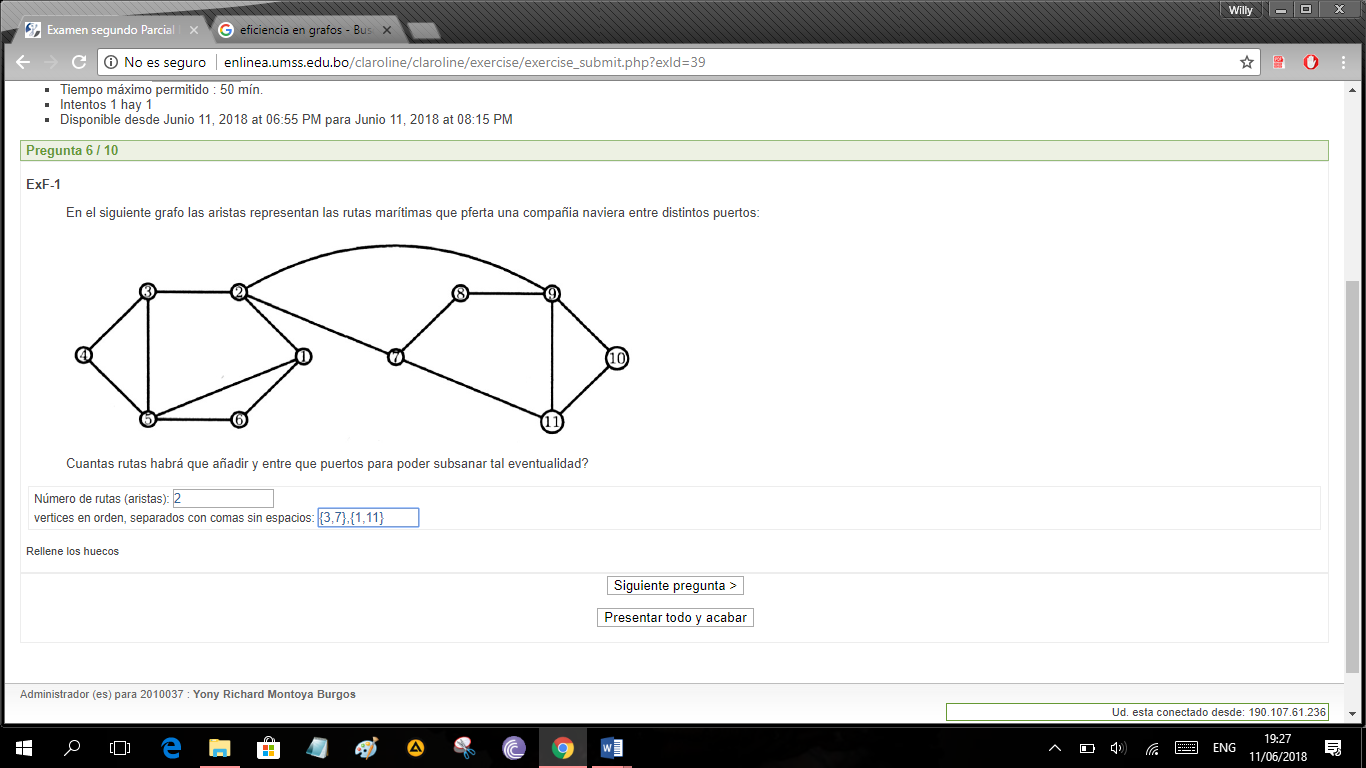 Willy
Examen segundo Parcial
eficiencia en grafos - Bus
No es seguro
enlinea.umss.edu.bo/claroline/claroline/exercise/exercise_submit.php?exId=39
Tiempo máximo permitido : 50 mín.
Intentos 1 hay 1
Disponible desde Junio 11, 2018 at 06:55 PM para Junio 11, 2018 at 08:15 PM
Pregunta 6 / 10
ExF-1
En el siguiente grafo las aristas representan las rutas marítimas que pferta una compañia naviera entre distintos puertos:
3 2 8 9
4 1 7 10
5 6 11
Cuantas rutas habrá que añadir y entre que puertos para poder subsanar tal eventualidad?
Número de rutas (aristas): 2
vertices en orden, separados con comas sin espacios: {3,7},{1,11}
Rellene los huecos
Siguiente pregunta >
Presentar todo y acabar
Administrador (es) para 2010037 : Yony Richard Montoya Burgos
Ud. esta conectado desde: 190.107.61.236
ENG
19:27
11/06/2018